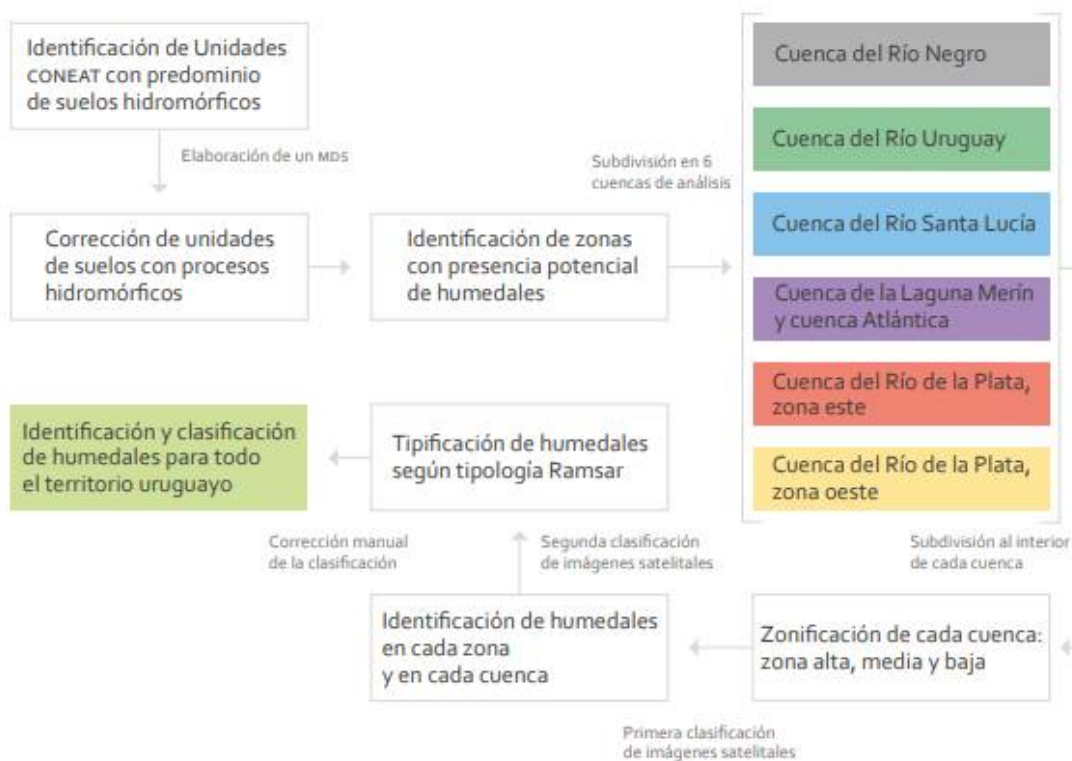 Identificación de Unidades
CONEAT con predominio
de suelos hidromórficos
Elaboración de un MDS
Corrección de unidades
de suelos con procesos
hidromórficos
Identificación de zonas
con presencia potencial
de humedales
Subdivisión en 6
cuencas de análisis
Cuenca del Río Negro
Cuenca del Río Uruguay
Cuenca del Río Santa Lucía
Cuenca de la Laguna Merín
y cuenca Atlántica
Cuenca del Río de la Plata,
zona este
Cuenca del Río de la Plata,
zona oeste
Subdivisión al interior
de cada cuenca
Zonificación de cada cuenca:
zona alta, media y baja
Primera clasificación
de imágenes satelitales
Identificación de humedales
en cada zona
y en cada cuenca
Segunda clasificación
de imágenes satelitales
Tipificación de humedales
según tipología Ramsar
Corrección manual
de la clasificación
Identificación y clasificación
de humedales para todo
el territorio uruguayo